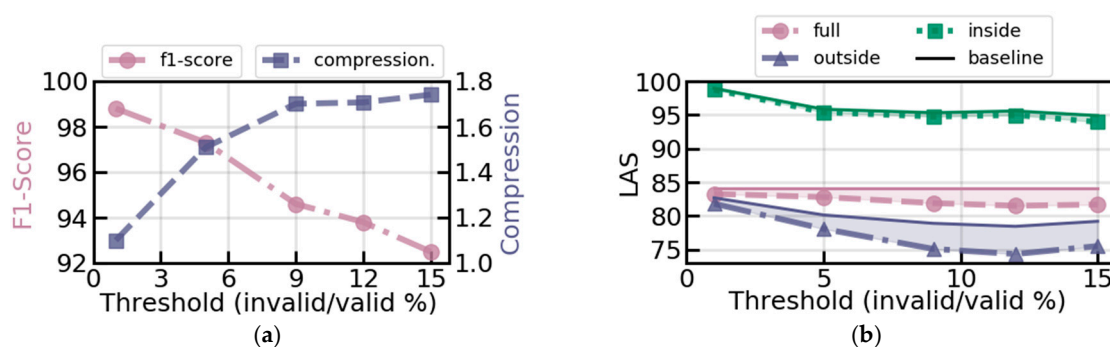 f1-score compression.
100
98
96
94
92
F1-Score
1.8
1.6
1.4
1.2
1.0
Compression
0 3 6 9 12 15
Threshold (invalid/valid %)
(a)
full inside
outside baseline
100
95
90
85
80
75
LAS
0 5 10 15
Threshold (invalid/valid %)
(b)